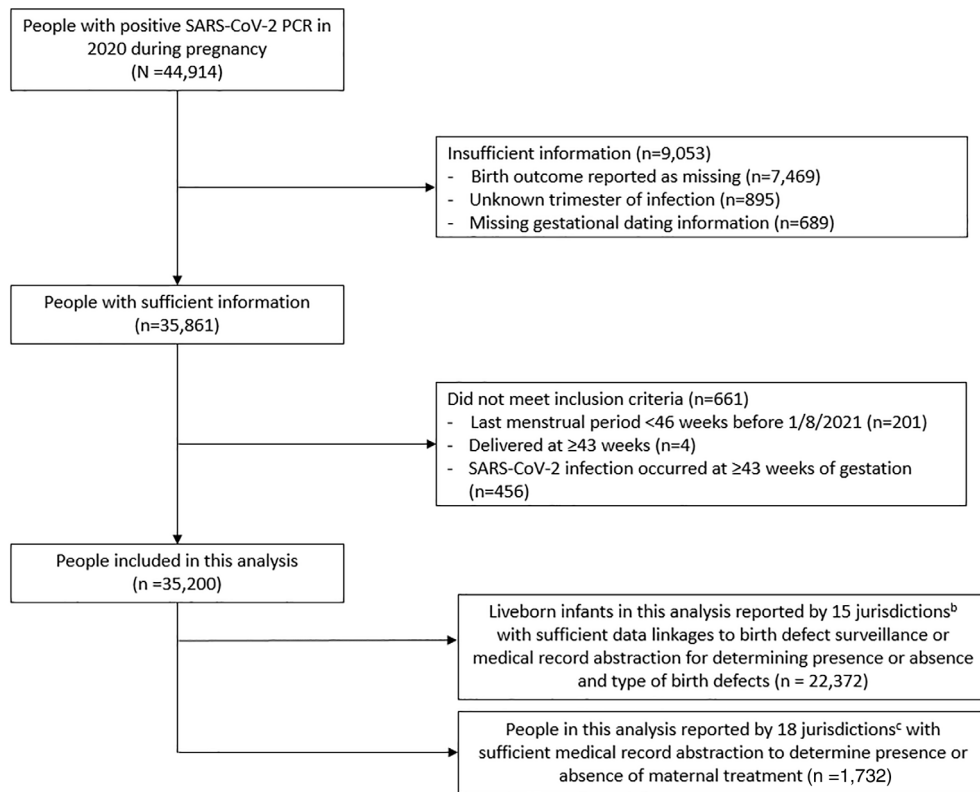 People with positive SARS-CoV-2 PCR in
2020 during pregnancy
(N =44,914)
Insufficient information (n=9,053)
- Birth outcome reported as missing (n=7,469)
- Unknown trimester of infection (n=895)
- Missing gestational dating information (n=689)
People with sufficient information
(n=35,861)
Did not meet inclusion criteria (n=661)
- Last menstrual period <46 weeks before 1/8/2021 (n=201)
- Delivered at ≥43 weeks (n=4)
- SARS-CoV-2 infection occurred at ≥43 weeks of gestation
(n=456)
People included in this analysis
(n =35,200)
Liveborn infants in this analysis reported by 15 jurisdictionsᵇ
with sufficient data linkages to birth defect surveillance or
medical record abstraction for determining presence or absence
and type of birth defects (n = 22,372)
People in this analysis reported by 18 jurisdictionsᶜ with
sufficient medical record abstraction to determine presence or
absence of maternal treatment (n =1,732)